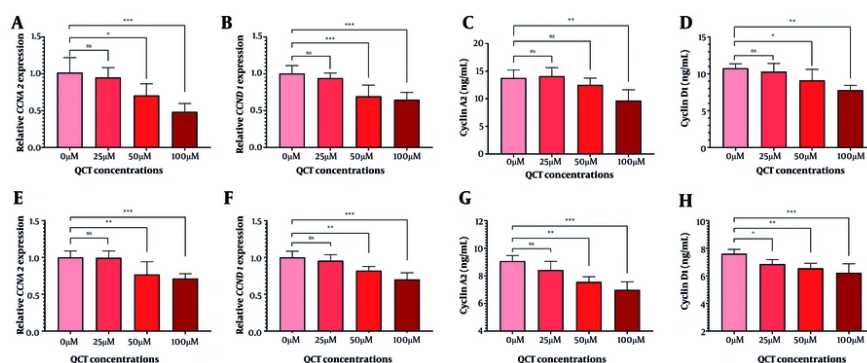 A
Relative CCNA 2 expression
1.5
1.0
0.5
0.0
***
*
ns
0μM 25μM 50μM 100μM
QCT concentrations
B
Relative CCND 1 expression
1.5
1.0
0.5
0.0
***
***
ns
0μM 25μM 50μM 100μM
QCT concentrations
C
Cyclin A2 (ng/mL)
20
15
10
5
**
ns
ns
0μM 25μM 50μM 100μM
QCT concentrations
D
Cyclin D1 (ng/mL)
15
10
5
0
**
*
ns
0μM 25μM 50μM 100μM
QCT concentrations
E
Relative CCNA 2 expression
1.5
1.0
0.5
0.0
***
**
ns
0μM 25μM 50μM 100μM
QCT concentrations
F
Relative CCND 1 expression
1.5
1.0
0.5
0.0
***
**
ns
0μM 25μM 50μM 100μM
QCT concentrations
G
Cyclin A2 (ng/mL)
12
10
8
6
4
***
**
ns
0μM 25μM 50μM 100μM
QCT concentrations
H
Cyclin D1 (ng/mL)
10
8
6
4
2
***
**
*
0μM 25μM 50μM 100μM
QCT concentrations